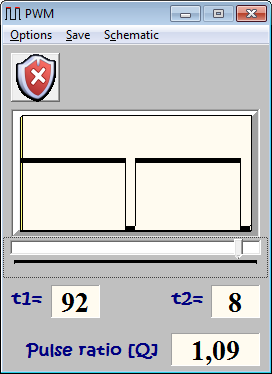 PWM
Options Save Schematic
t1= 92 t2= 8
Pulse ratio [Q] 1,09